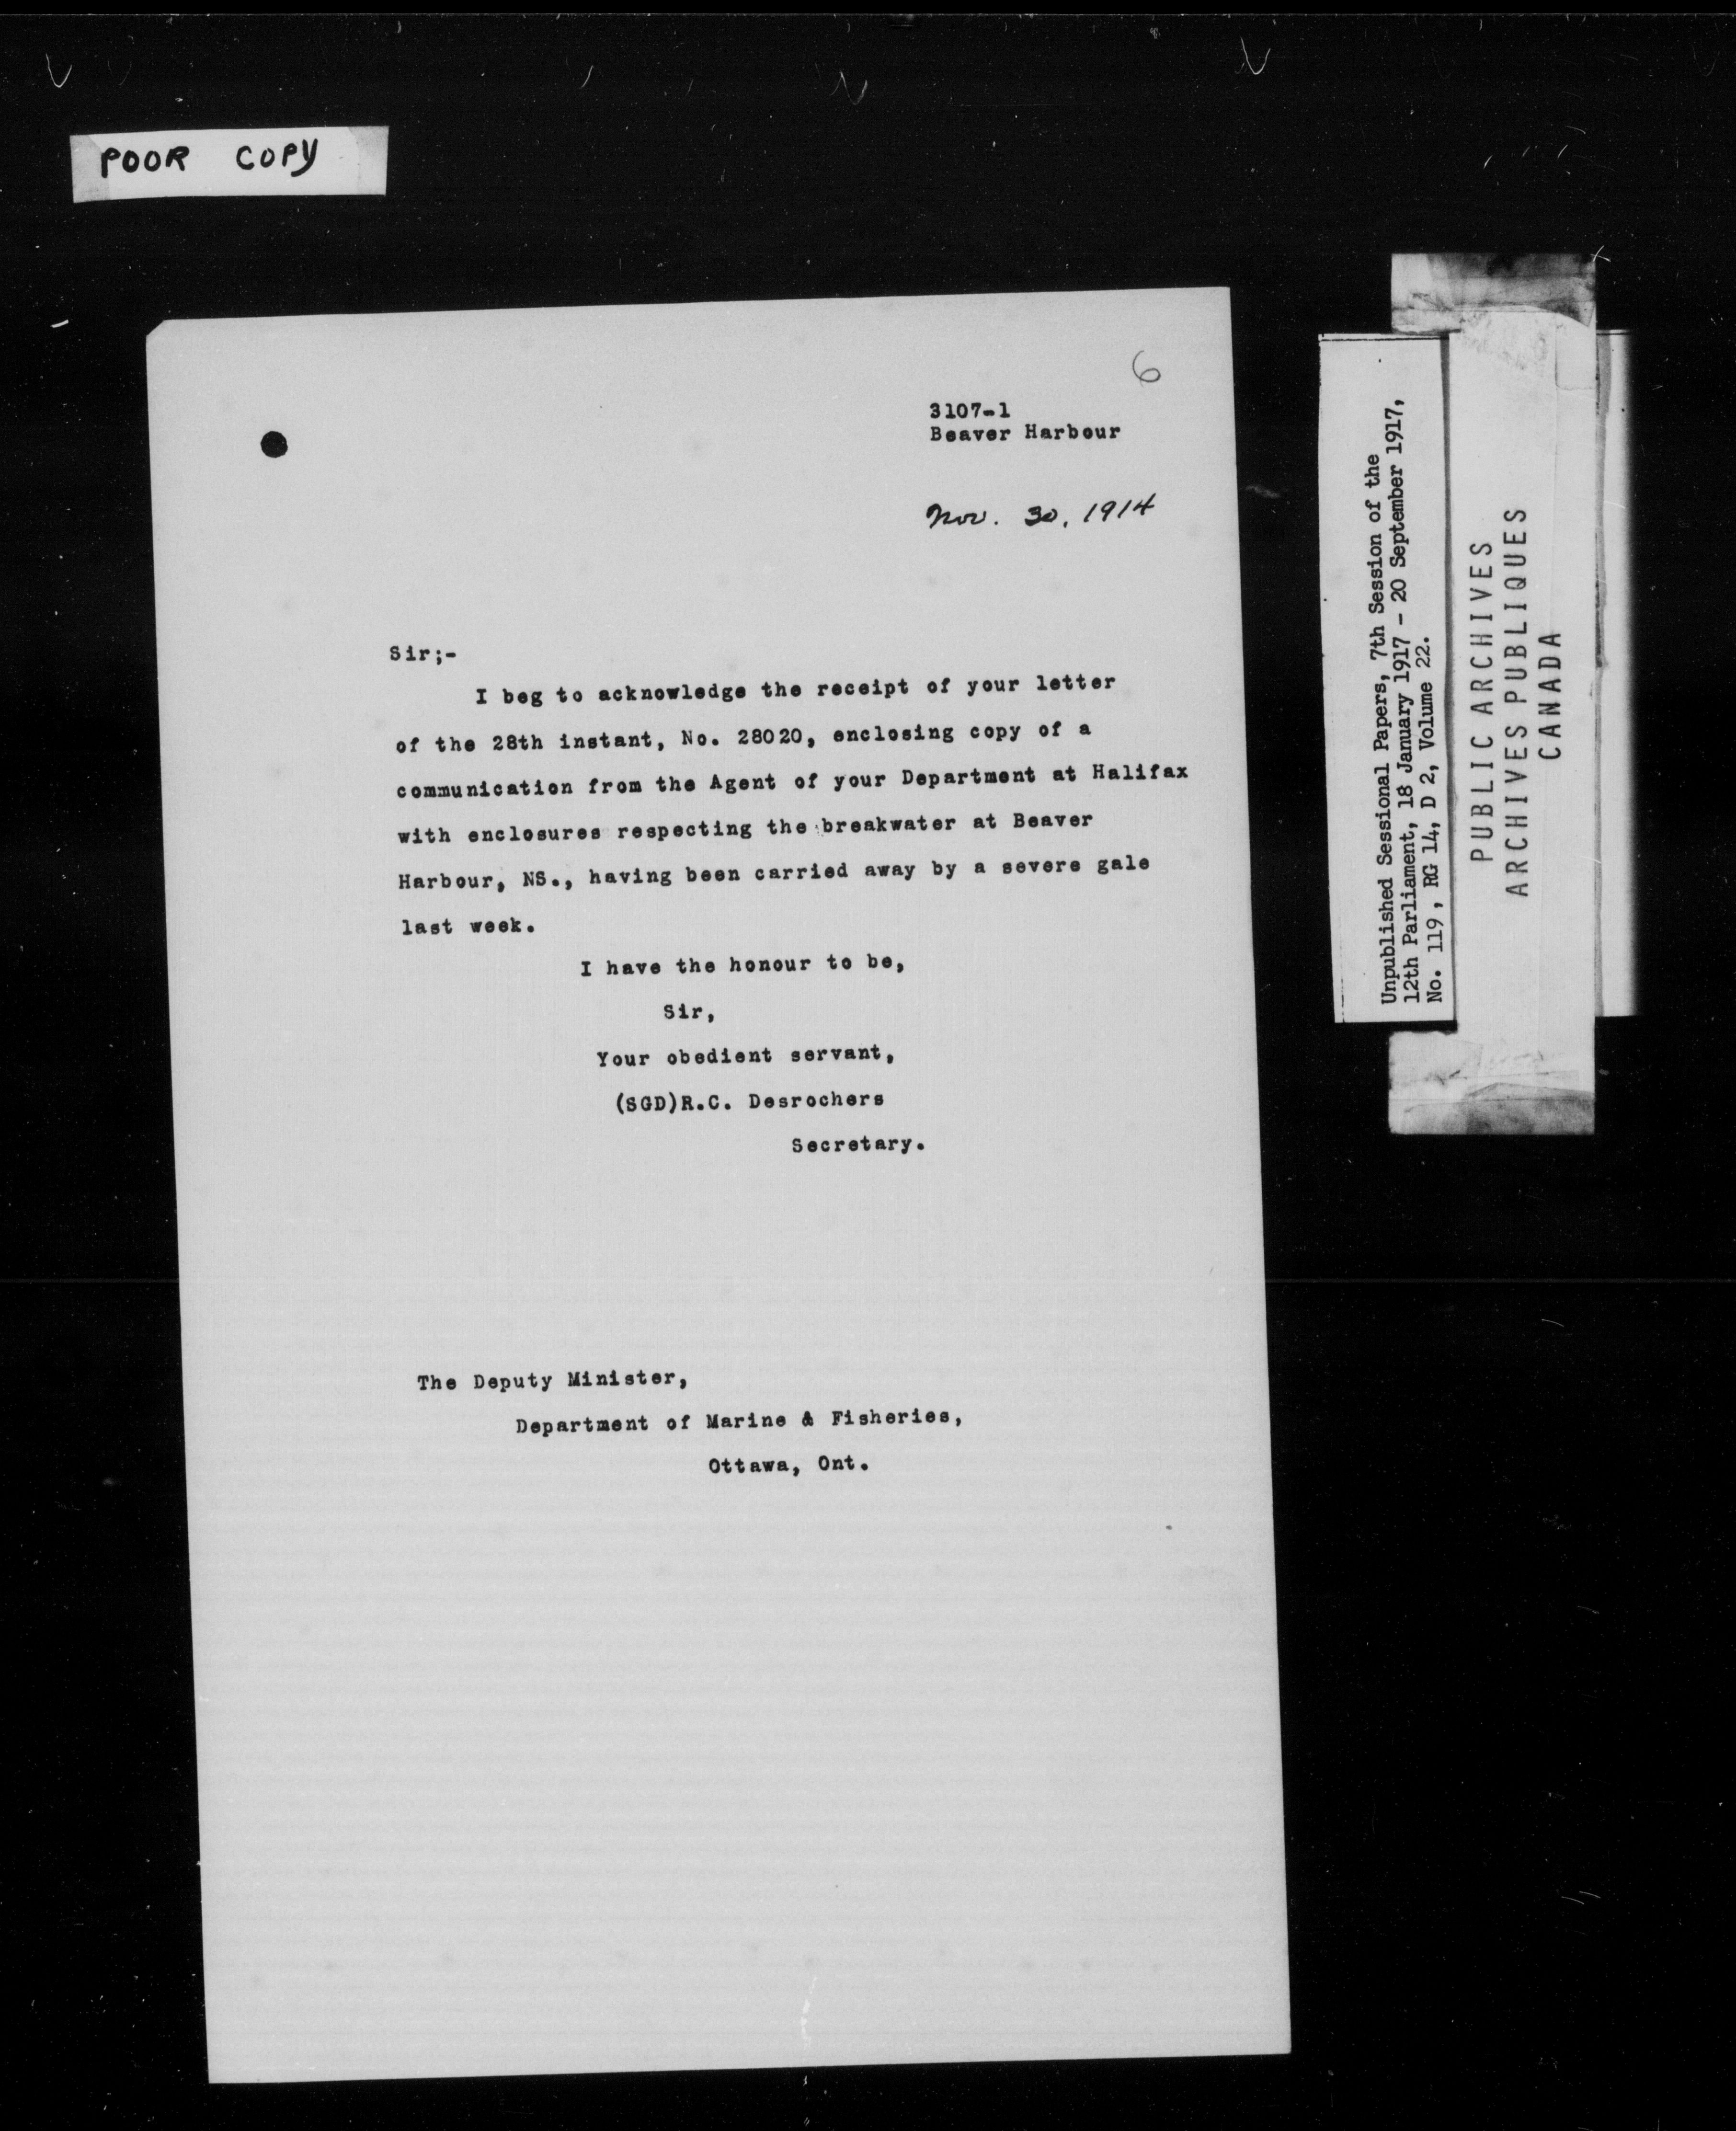 POOR COPY
6
3107-1
Beaver Harbour
Nov. 30, 1914
Sir;-
I beg to acknowledge the receipt of your letter
of the 28th instant, No. 28020, enclosing copy of a
communication from the Agent of your Department at Halifax
with enclosures respecting the breakwater at Beaver
Harbour, NS., having been carried away by a severe gale
last week.
I have the honour to be,
Sir,
Your obedient servant,
(SGD)R.C. Desrochers
Secretary.
The Deputy Minister,
Department of Marine & Fisheries,
Ottawa, Ont.
Unpublished Sessional Papers, 7th Session of the
12th Parliament, 18 January 1917 - 20 September 1917,
No. 119, RG 14, D 2, Volume 22.
PUBLIC ARCHIVES
ARCHIVES PUBLIQUES
CANADA